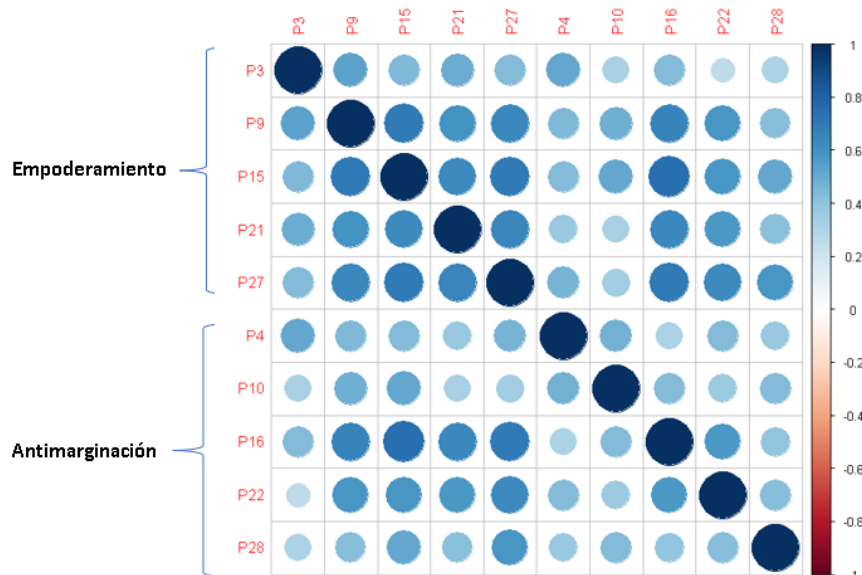 P3 P9 P15 P21 P27 P4 P10 P16 P22 P28
P3
P9
Empoderamiento
P15
P21
P27
P4
P10
Antimarginación
P16
P22
P28
1
0.8
0.6
0.4
0.2
0
-0.2
-0.4
-0.6
-0.8
-1